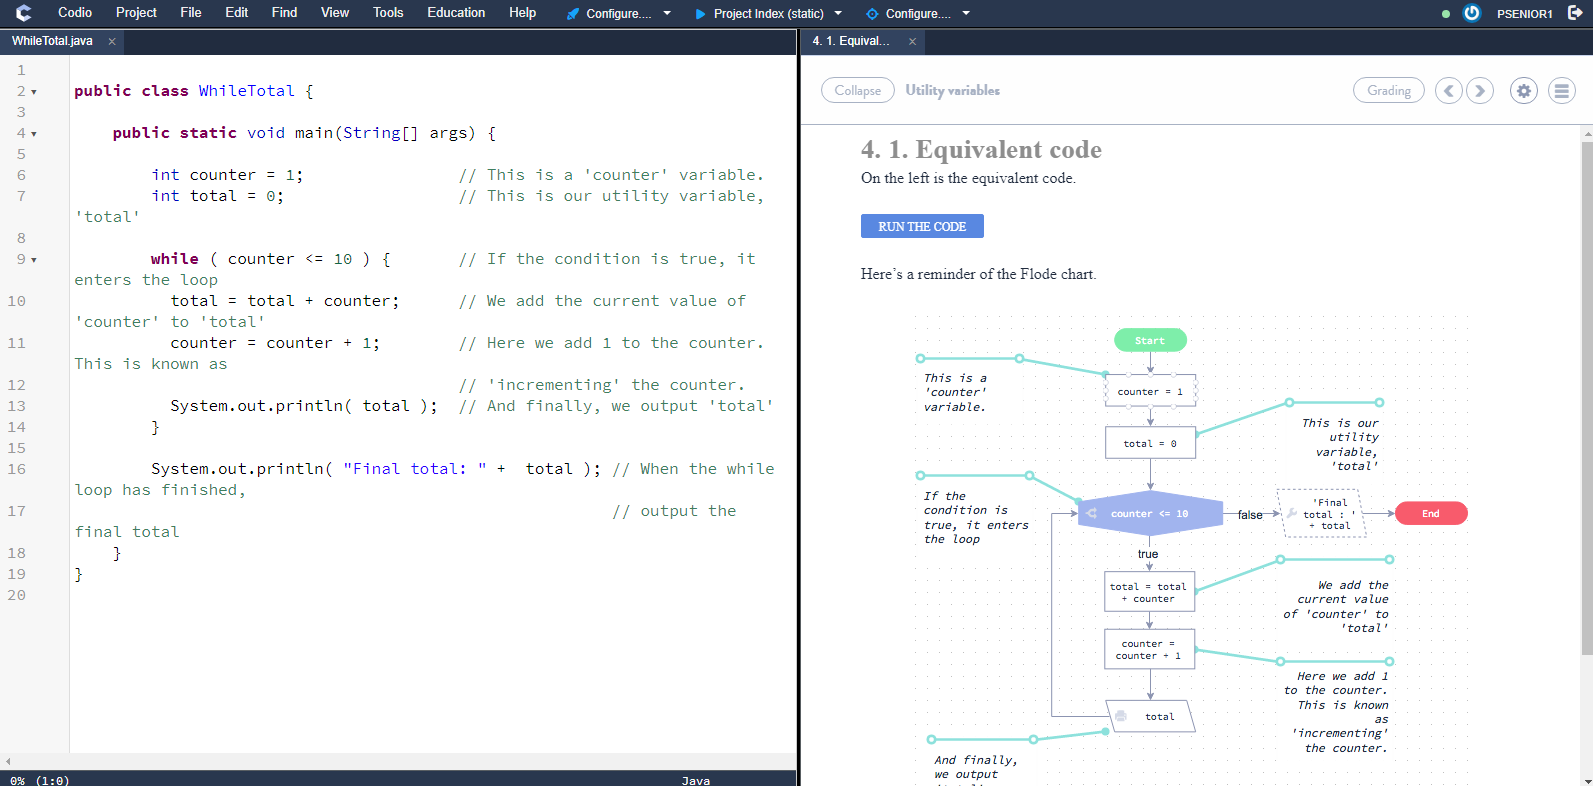 Codio Project File Edit Find View Tools Education Help Configure.... Project Index (static) Configure.... PSENIOR1
WhileTotal.java ×
1
2 public class WhileTotal {
3
4 public static void main(String[] args) {
5
6 int counter = 1; // This is a 'counter' variable.
7 int total = 0; // This is our utility variable,
'total'
8
9 while ( counter <= 10 ) { // If the condition is true, it
enters the loop
10 total = total + counter; // We add the current value of
'counter' to 'total'
11 counter = counter + 1; // Here we add 1 to the counter.
This is known as
12 // 'incrementing' the counter.
13 System.out.println( total ); // And finally, we output 'total'
14 }
15
16 System.out.println( "Final total: " + total ); // When the while
loop has finished,
17 // output the
final total
18 }
19 }
20
0% (1:0) Java
4. 1. Equival... ×
Collapse Utility variables Grading
4. 1. Equivalent code
On the left is the equivalent code.
RUN THE CODE
Here's a reminder of the Flode chart.
Start
This is a
'counter'
variable.
counter = 1
total = 0
This is our
utility
variable,
'total'
If the
condition is
true, it enters
the loop
counter <= 10
false
'Final
total : '
+ total
End
true
total = total
+ counter
We add the
current value
of 'counter' to
'total'
counter =
counter + 1
Here we add 1
to the counter.
This is known
as
'incrementing'
the counter.
total
And finally,
we output